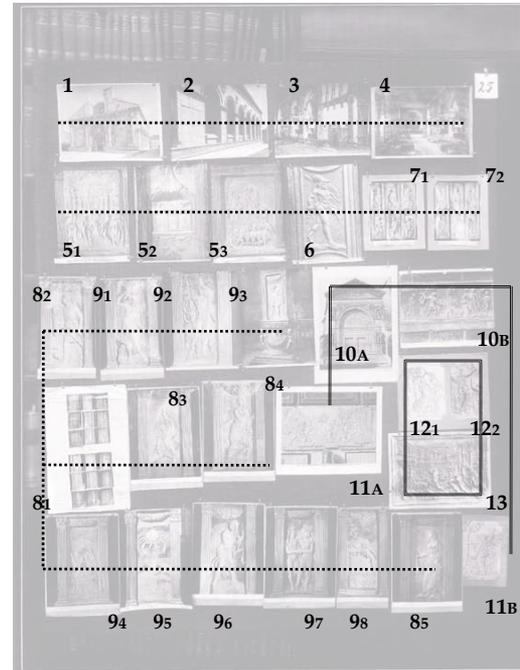 1 2 3 4
25
7₁ 7₂
5₁ 5₂ 5₃ 6
8₂ 9₁ 9₂ 9₃
10A 10B
8₃ 8₄
12₁ 12₂
8₁ 11A 13
9₄ 9₅ 9₆ 9₇ 9₈ 8₅ 11B